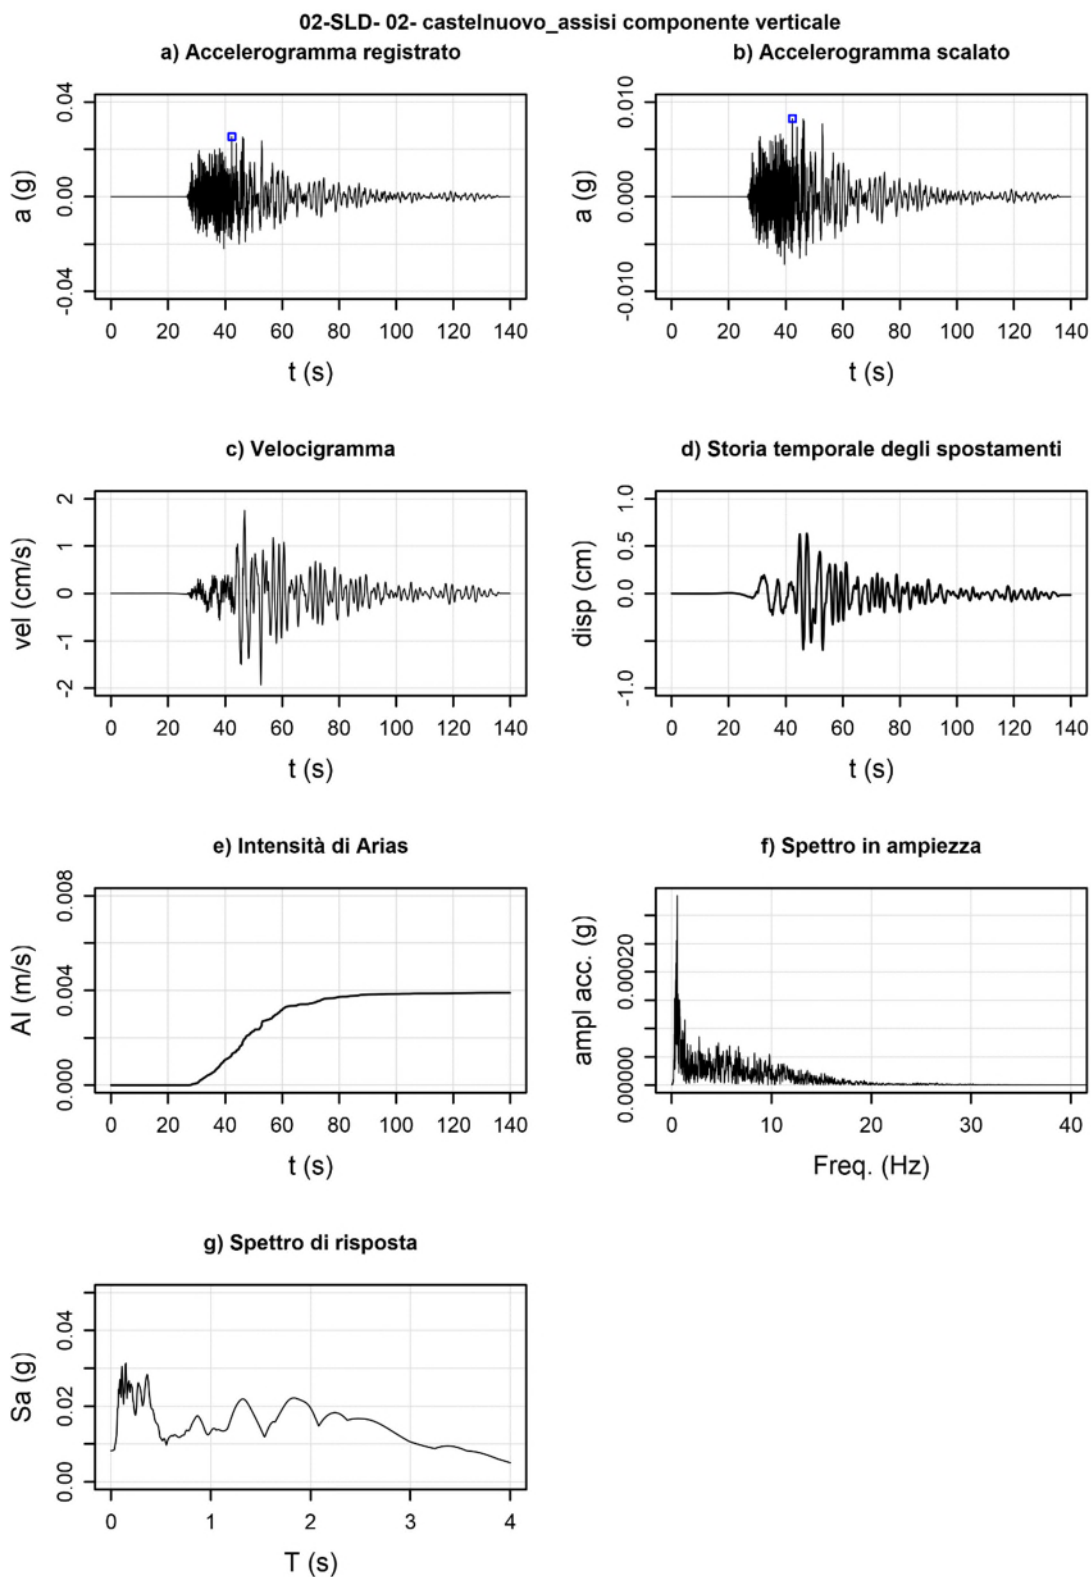 02-SLD- 02- castelnuovo_assisi componente verticale
a) Accelerogramma registrato
b) Accelerogramma scalato
a (g)
-0.04 0.00 0.04
0 20 40 60 80 100 120 140
t (s)
a (g)
-0.010 0.000 0.010
0 20 40 60 80 100 120 140
t (s)
c) Velocigramma
d) Storia temporale degli spostamenti
vel (cm/s)
-2 -1 0 1 2
0 20 40 60 80 100 120 140
t (s)
disp (cm)
-1.0 0.0 0.5 1.0
0 20 40 60 80 100 120 140
t (s)
e) Intensità di Arias
f) Spettro in ampiezza
AI (m/s)
0.000 0.004 0.008
0 20 40 60 80 100 120 140
t (s)
ampl acc. (g)
0.00000 0.00020
0 10 20 30 40
Freq. (Hz)
g) Spettro di risposta
Sa (g)
0.00 0.02 0.04
0 1 2 3 4
T (s)